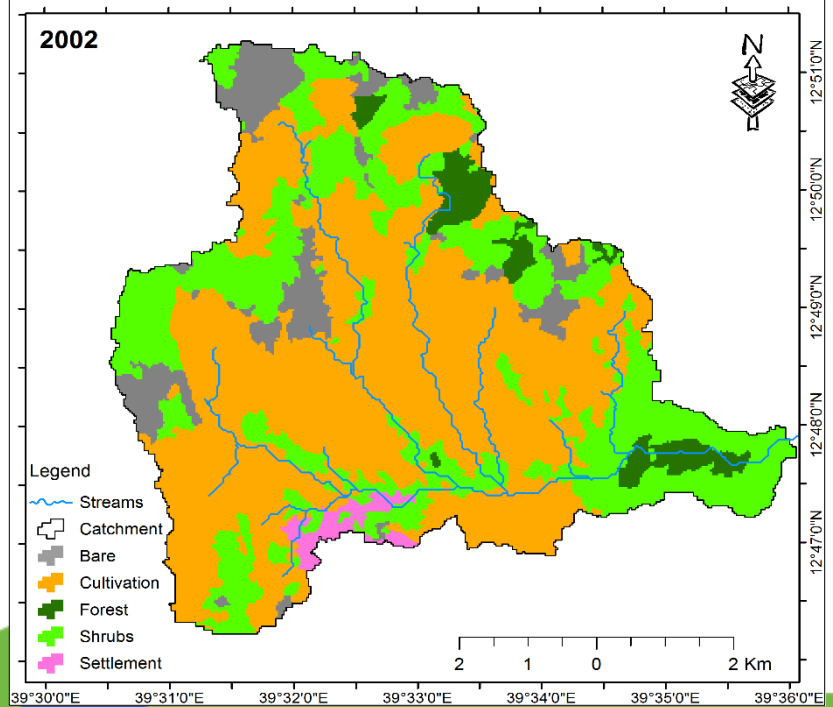 2002
N
12°51'0"N
12°50'0"N
12°49'0"N
12°48'0"N
12°47'0"N
Legend
Streams
Catchment
Bare
Cultivation
Forest
Shrubs
Settlement
2 1 0 2 Km
39°30'0"E 39°31'0"E 39°32'0"E 39°33'0"E 39°34'0"E 39°35'0"E 39°36'0"E